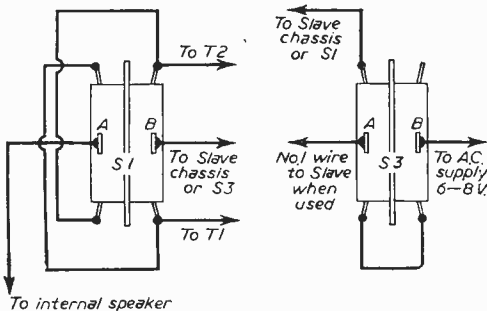 To T2
A
B
S1
To Slave
chassis
or S3
To T1
To internal speaker
To Slave
chassis
or S1
A
B
S3
No.1 wire
to Slave
when
used
To A.C.
supply
6–8V.